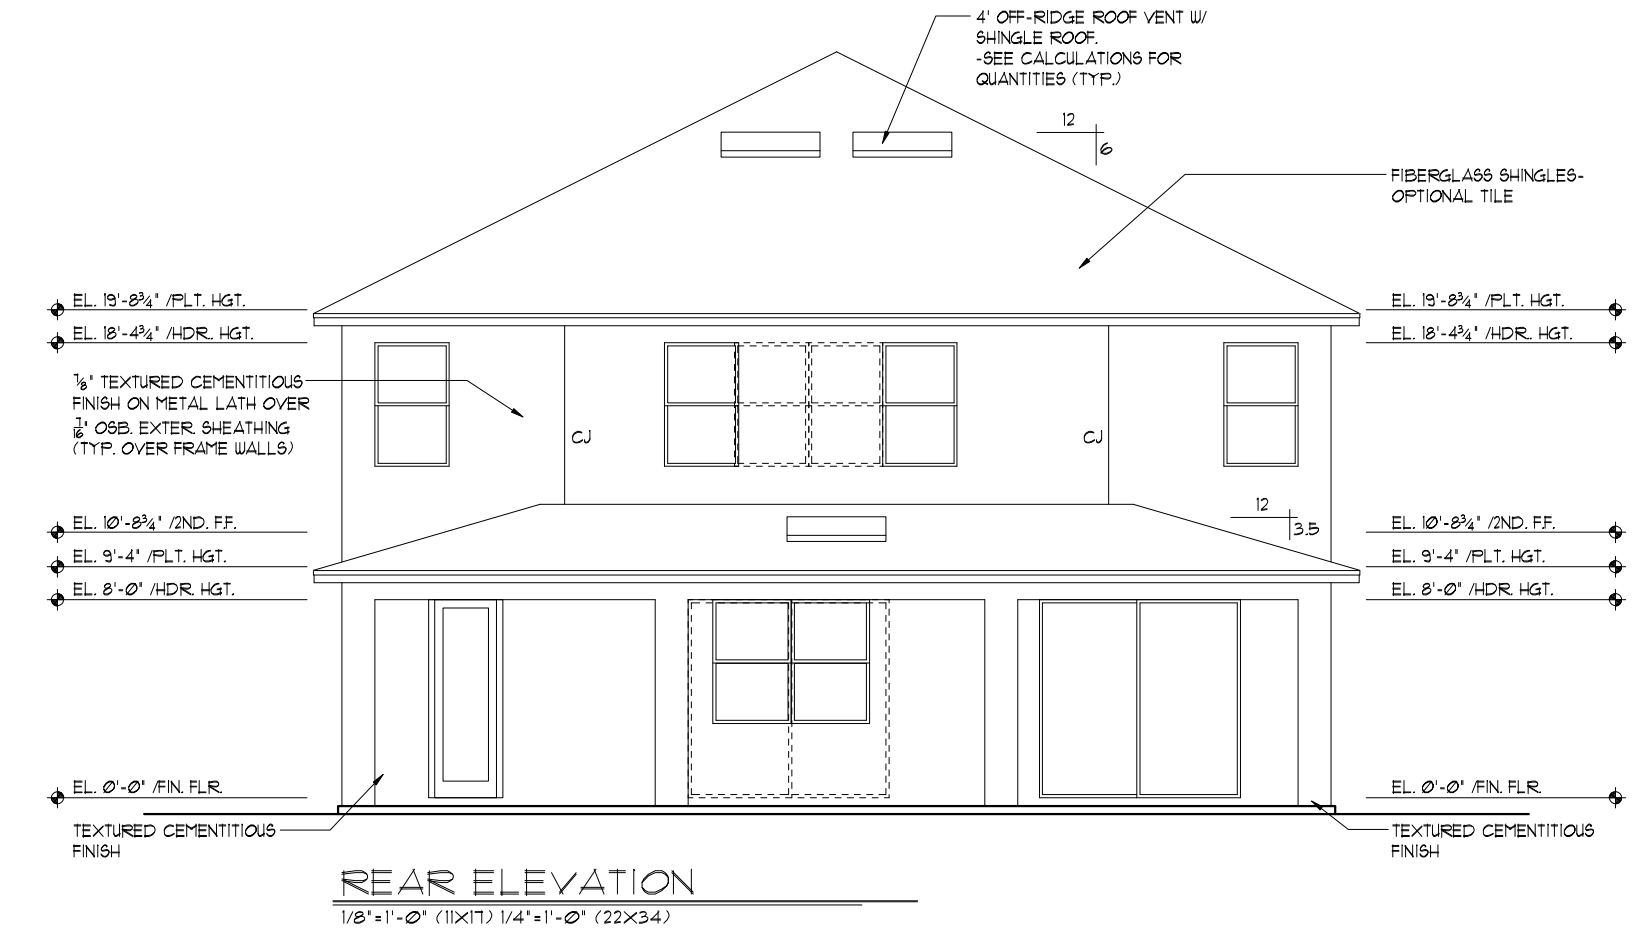 4' OFF-RIDGE ROOF VENT W/
SHINGLE ROOF.
-SEE CALCULATIONS FOR
QUANTITIES (TYP.)
12
6
FIBERGLASS SHINGLES-
OPTIONAL TILE
EL. 19'-8¾" /PLT. HGT.
EL. 18'-4¾" /HDR. HGT.
EL. 19'-8¾" /PLT. HGT.
EL. 18'-4¾" /HDR. HGT.
⅞" TEXTURED CEMENTITIOUS
FINISH ON METAL LATH OVER
7/16" OSB. EXTER. SHEATHING
(TYP. OVER FRAME WALLS)
CJ
CJ
12
3.5
EL. 10'-8¾" /2ND. F.F.
EL. 9'-4" /PLT. HGT.
EL. 8'-0" /HDR. HGT.
EL. 10'-8¾" /2ND. F.F.
EL. 9'-4" /PLT. HGT.
EL. 8'-0" /HDR. HGT.
EL. 0'-0" /FIN. FLR.
EL. 0'-0" /FIN. FLR.
TEXTURED CEMENTITIOUS
FINISH
TEXTURED CEMENTITIOUS
FINISH
REAR ELEVATION
1/8"=1'-0" (11X17) 1/4"=1'-0" (22X34)